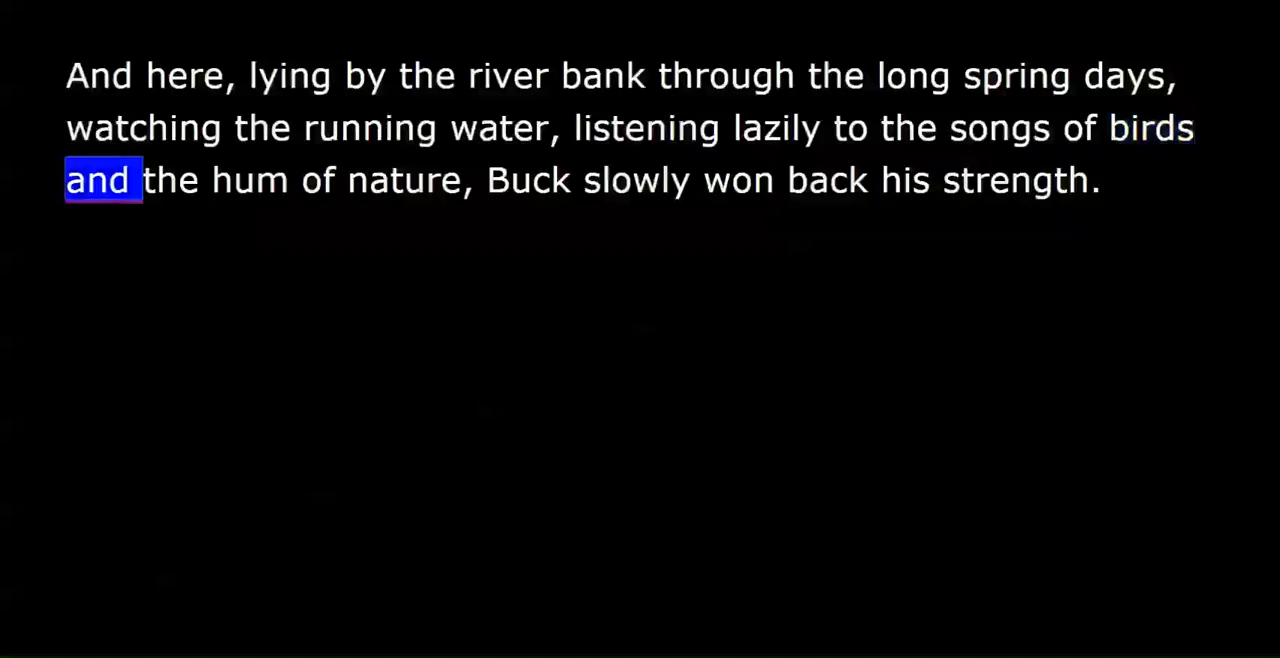 And here, lying by the river bank through the long spring days,
watching the running water, listening lazily to the songs of birds
and the hum of nature, Buck slowly won back his strength.